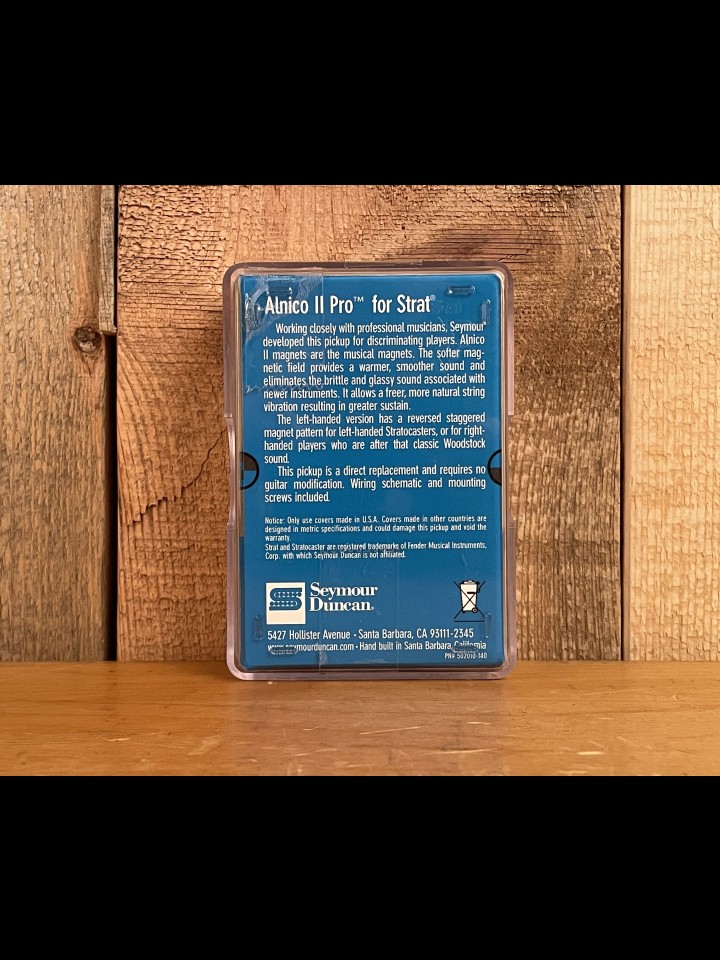 Alnico II Pro™ for Strat®
Working closely with professional musicians, Seymour
developed this pickup for discriminating players. Alnico
II magnets are the musical magnets. The softer mag-
netic field provides a warmer, smoother sound and
eliminates the brittle and glassy sound associated with
newer instruments. It allows a freer, more natural string
vibration resulting in greater sustain.
The left-handed version has a reversed staggered
magnet pattern for left-handed Stratocasters, or for right-
handed players who are after that classic Woodstock
sound.
This pickup is a direct replacement and requires no
guitar modification. Wiring schematic and mounting
screws included.
Notice: Only use covers made in U.S.A. Covers made in other countries are
designed in metric specifications and could damage this pickup and void the
warranty.
Strat and Stratocaster are registered trademarks of Fender Musical Instruments,
Corp. with which Seymour Duncan is not affiliated.
Seymour
Duncan®
5427 Hollister Avenue • Santa Barbara, CA 93111-2345
www.seymourduncan.com • Hand built in Santa Barbara, California
PN# 507010-140